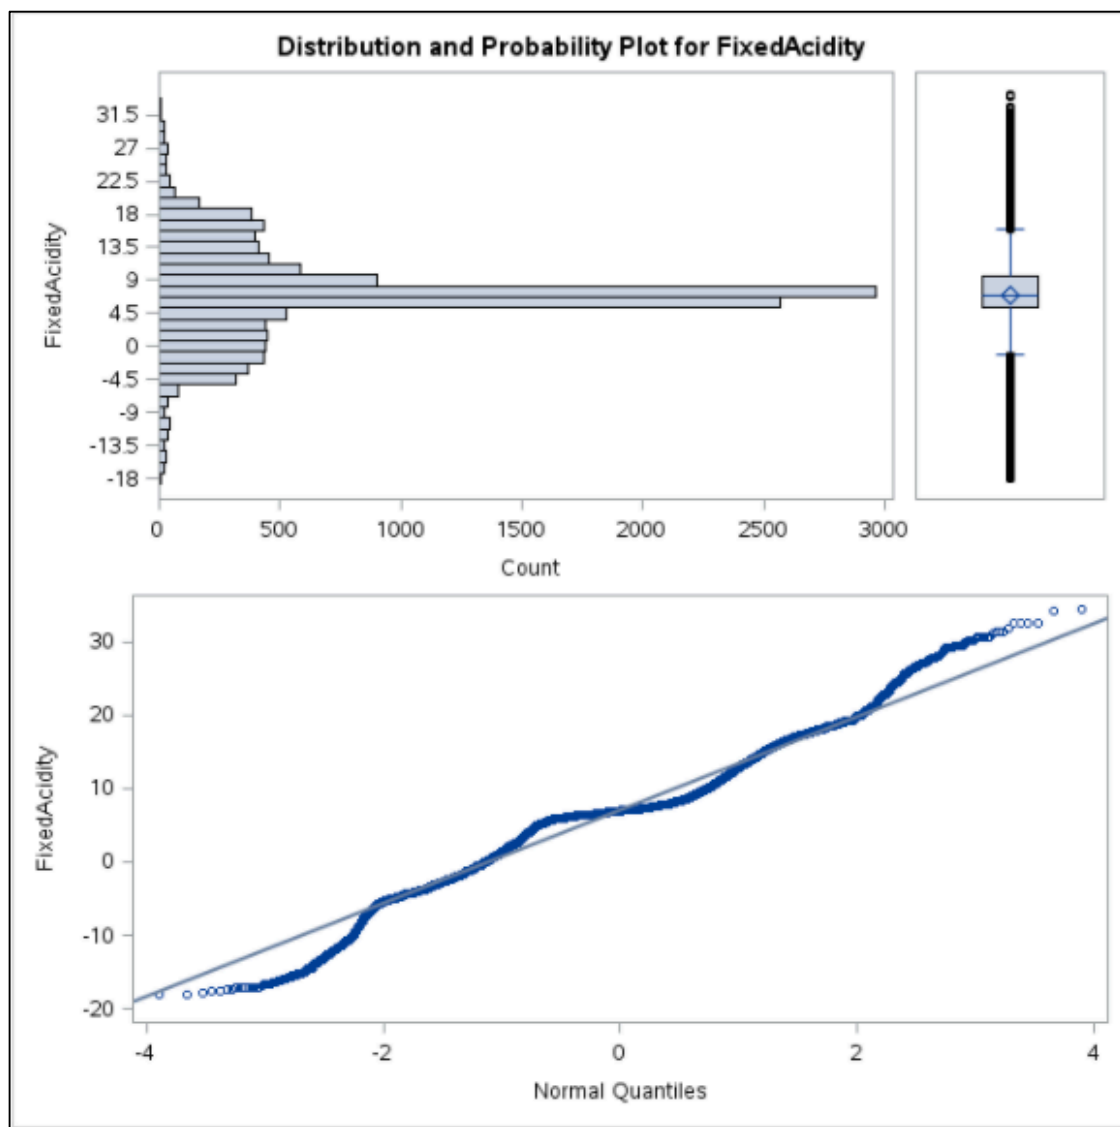 Distribution and Probability Plot for FixedAcidity
FixedAcidity
31.5
27
22.5
18
13.5
9
4.5
0
-4.5
-9
-13.5
-18
0 500 1000 1500 2000 2500 3000
Count
FixedAcidity
30
20
10
0
-10
-20
-4 -2 0 2 4
Normal Quantiles